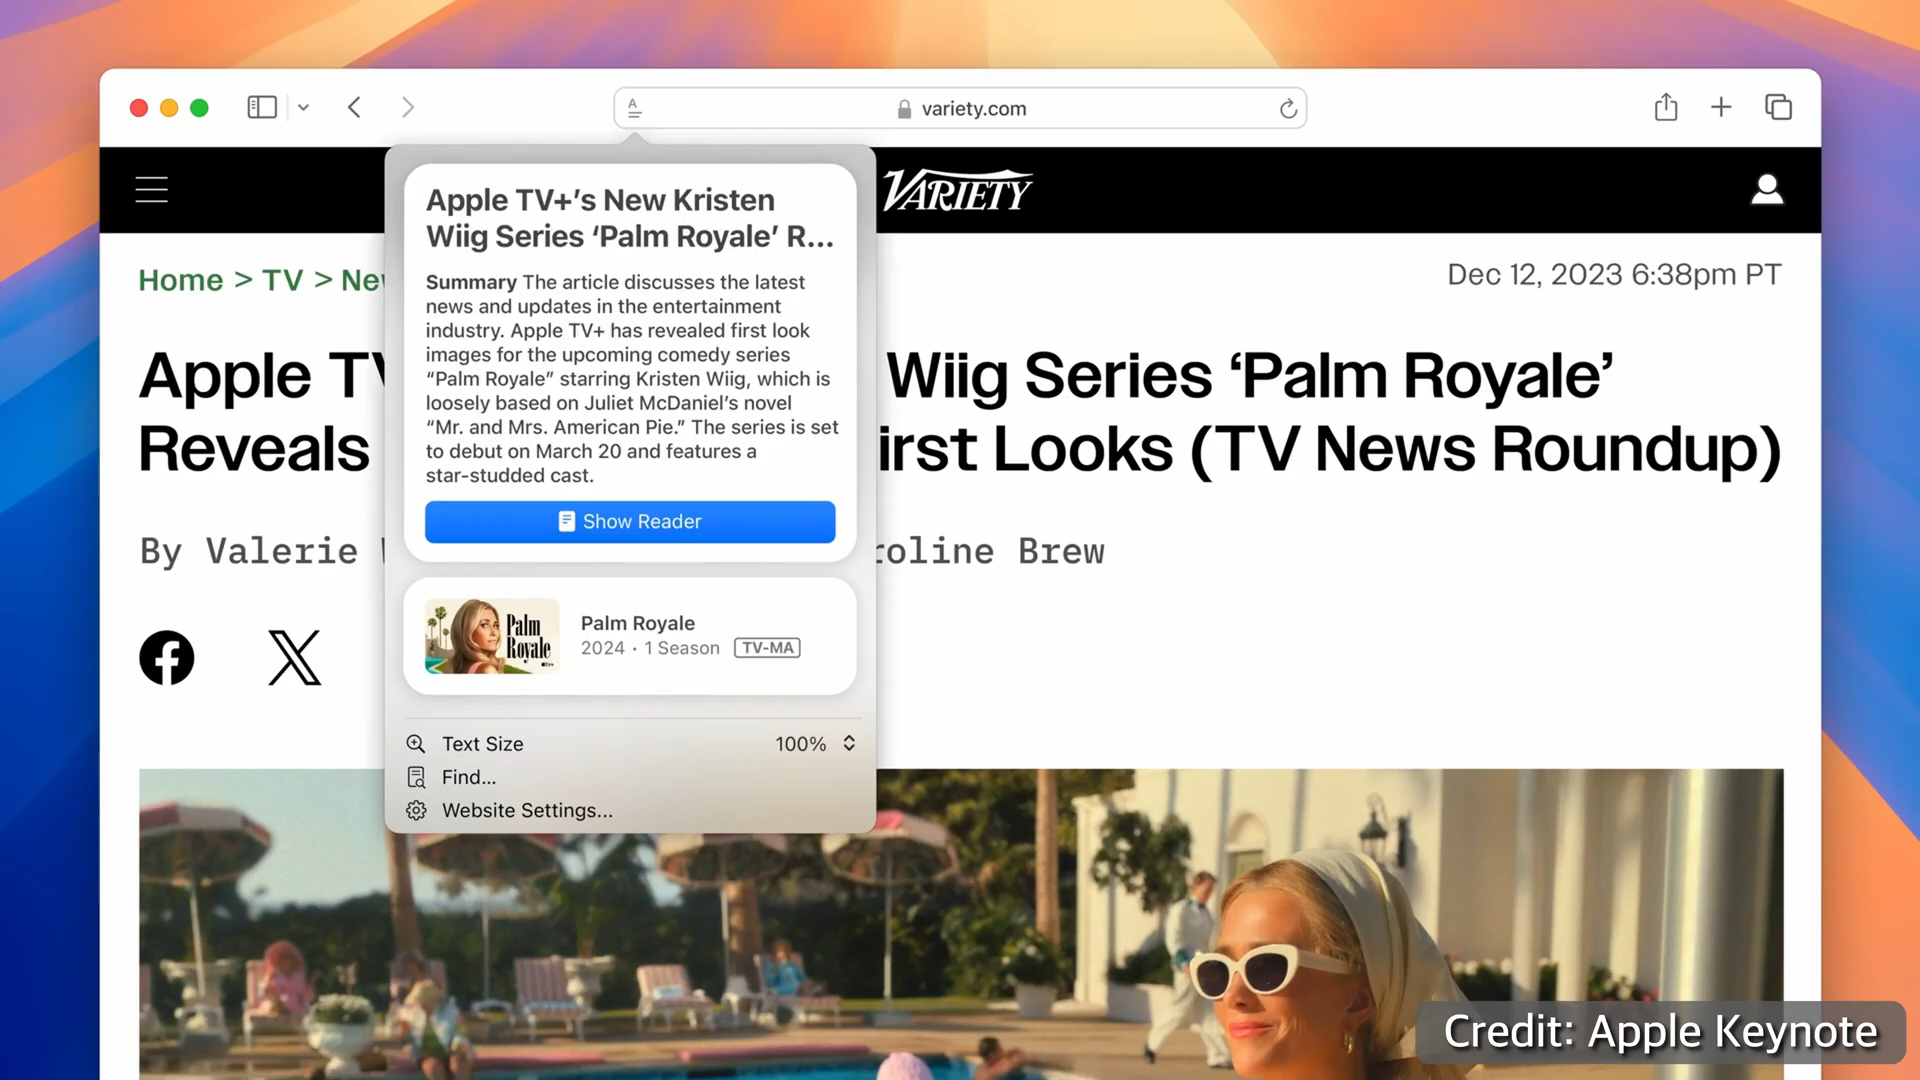 variety.com
VARIETY
Home > TV > Nev
Dec 12, 2023 6:38pm PT
Apple TV Wiig Series ‘Palm Royale’
Reveals irst Looks (TV News Roundup)
By Valerie roline Brew
Apple TV+’s New Kristen
Wiig Series ‘Palm Royale’ R...
Summary The article discusses the latest
news and updates in the entertainment
industry. Apple TV+ has revealed first look
images for the upcoming comedy series
“Palm Royale” starring Kristen Wiig, which is
loosely based on Juliet McDaniel’s novel
“Mr. and Mrs. American Pie.” The series is set
to debut on March 20 and features a
star-studded cast.
Show Reader
Palm
Royale
Palm Royale
2024 • 1 Season TV-MA
Text Size 100%
Find...
Website Settings...
Credit: Apple Keynote